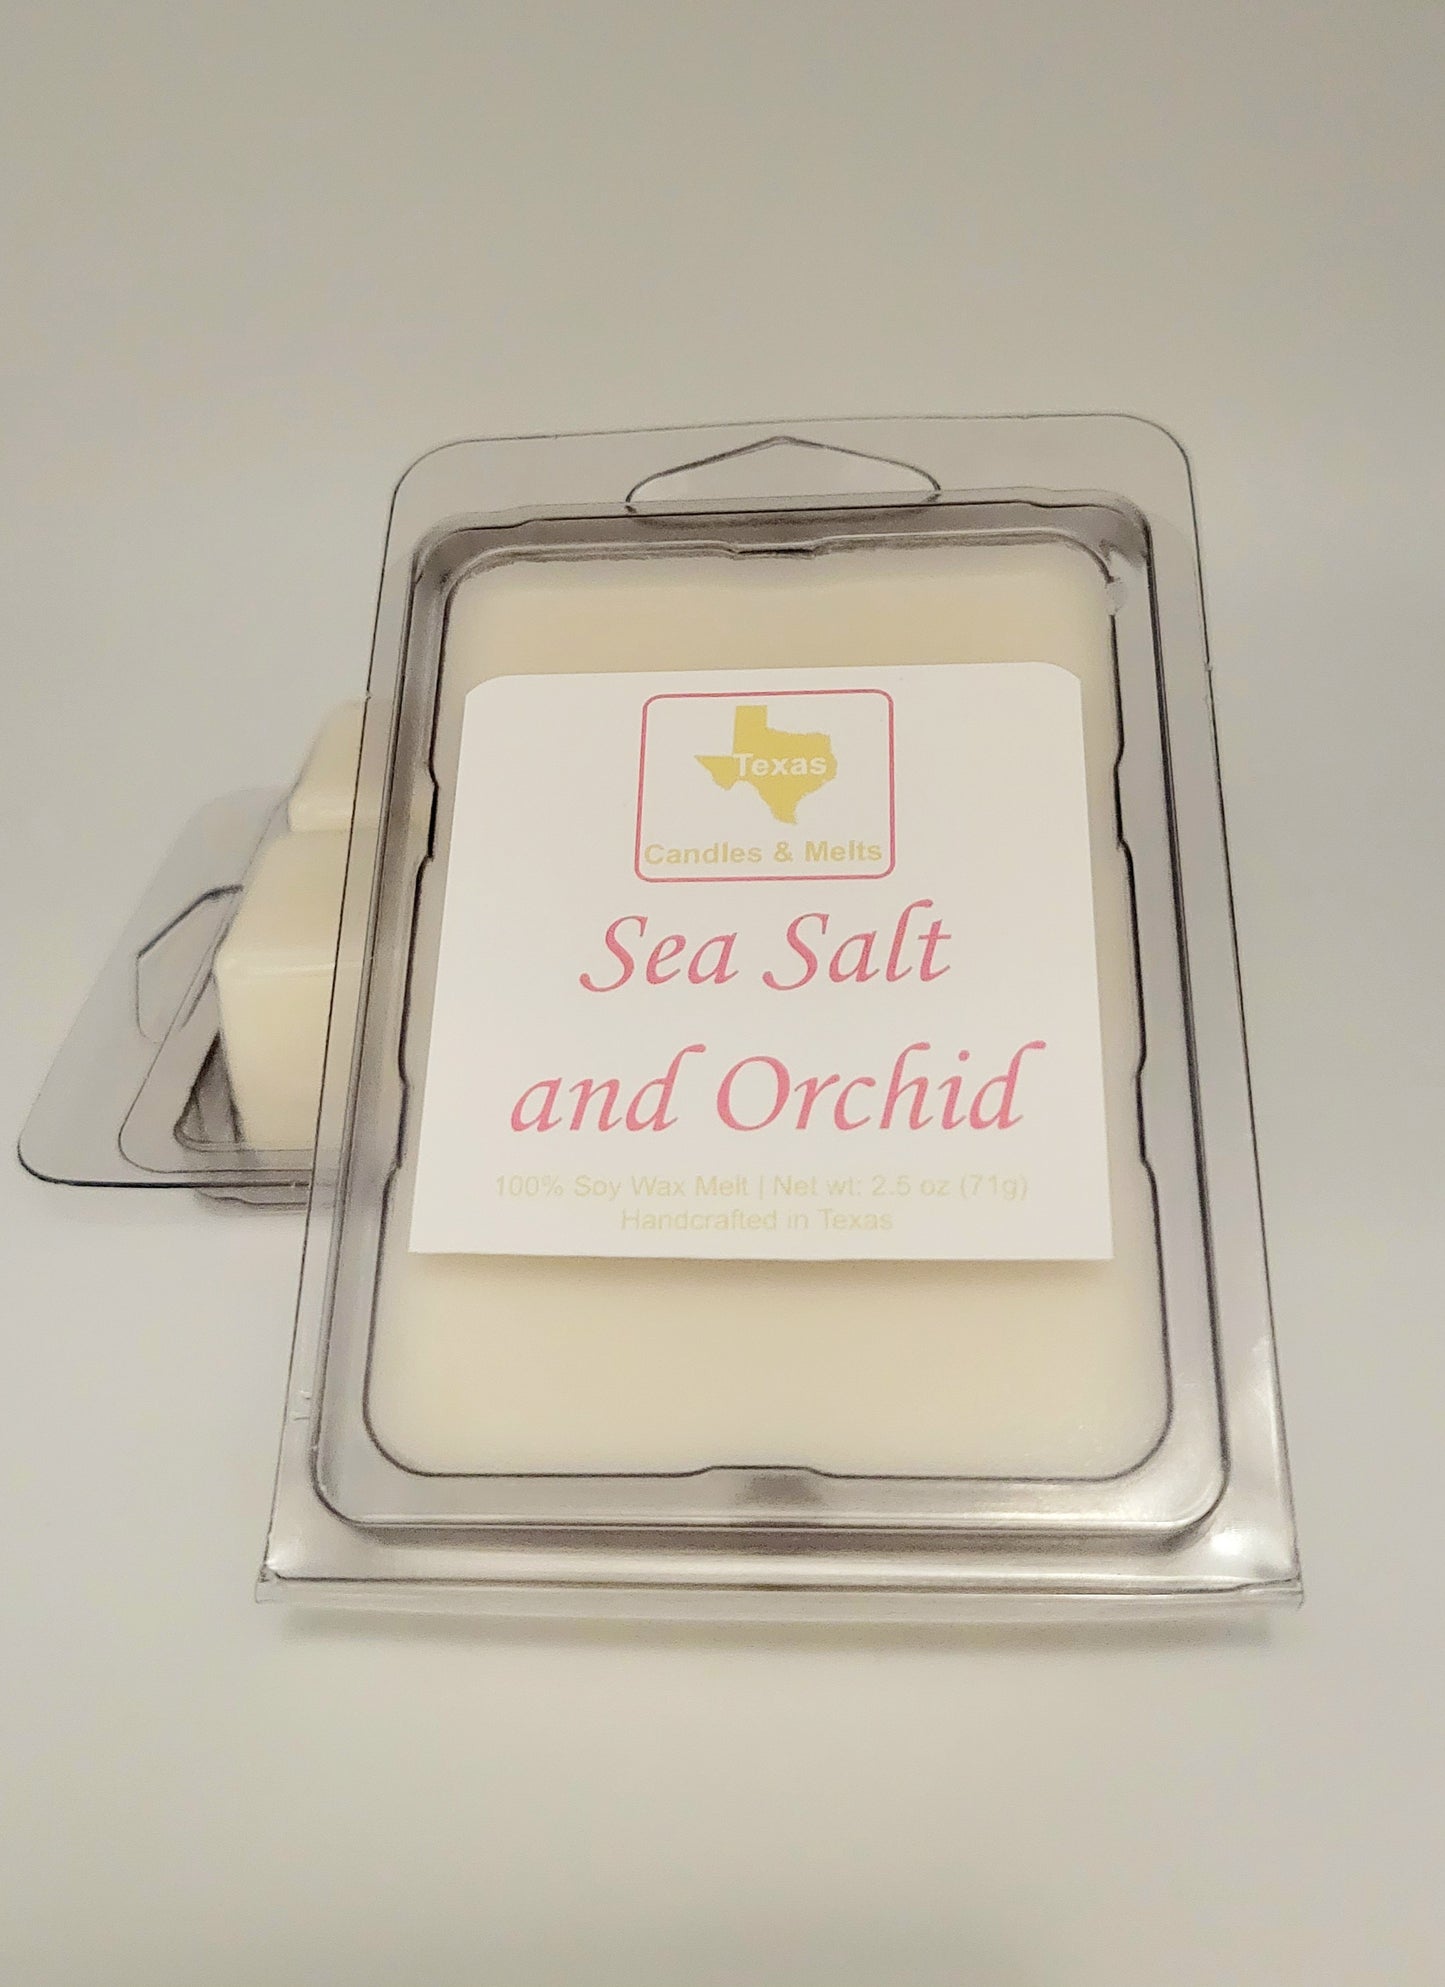 Texas
Candles & Melts
Sea Salt
and Orchid
100% Soy Wax Melt | Net wt: 2.5 oz (71g)
Handcrafted in Texas